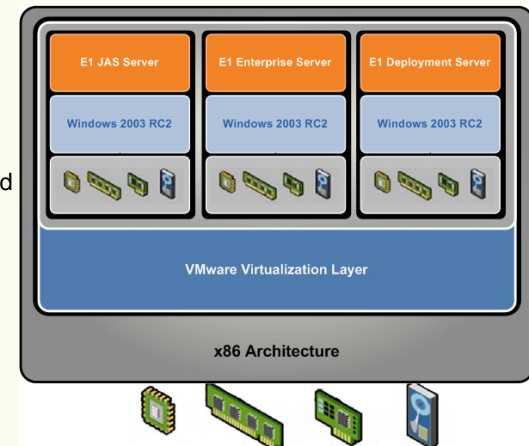 E1 JAS Server
E1 Enterprise Server
E1 Deployment Server
Windows 2003 RC2
Windows 2003 RC2
Windows 2003 RC2
d
VMware Virtualization Layer
x86 Architecture